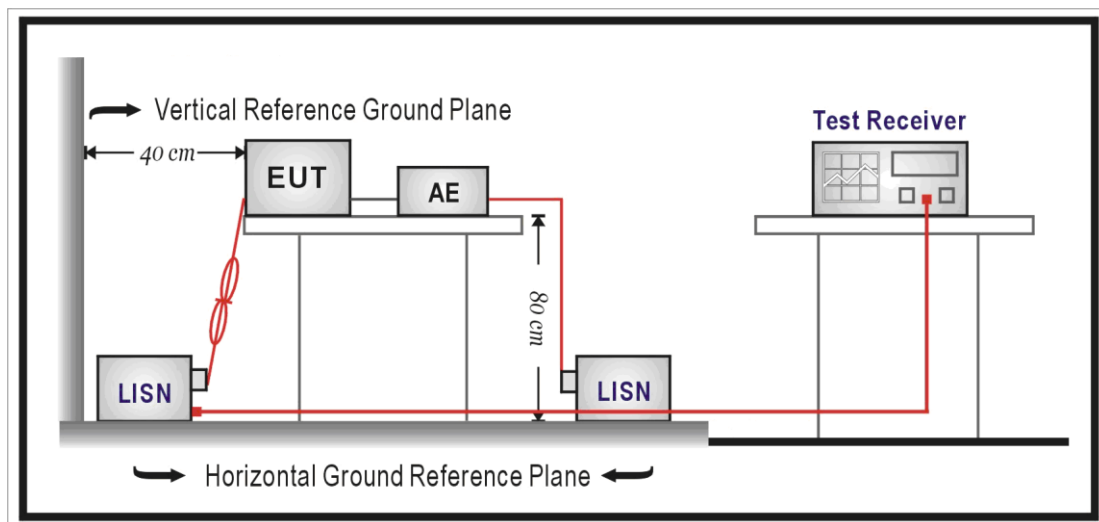 Vertical Reference Ground Plane
40 cm
EUT
AE
Test Receiver
80 cm
LISN
LISN
Horizontal Ground Reference Plane